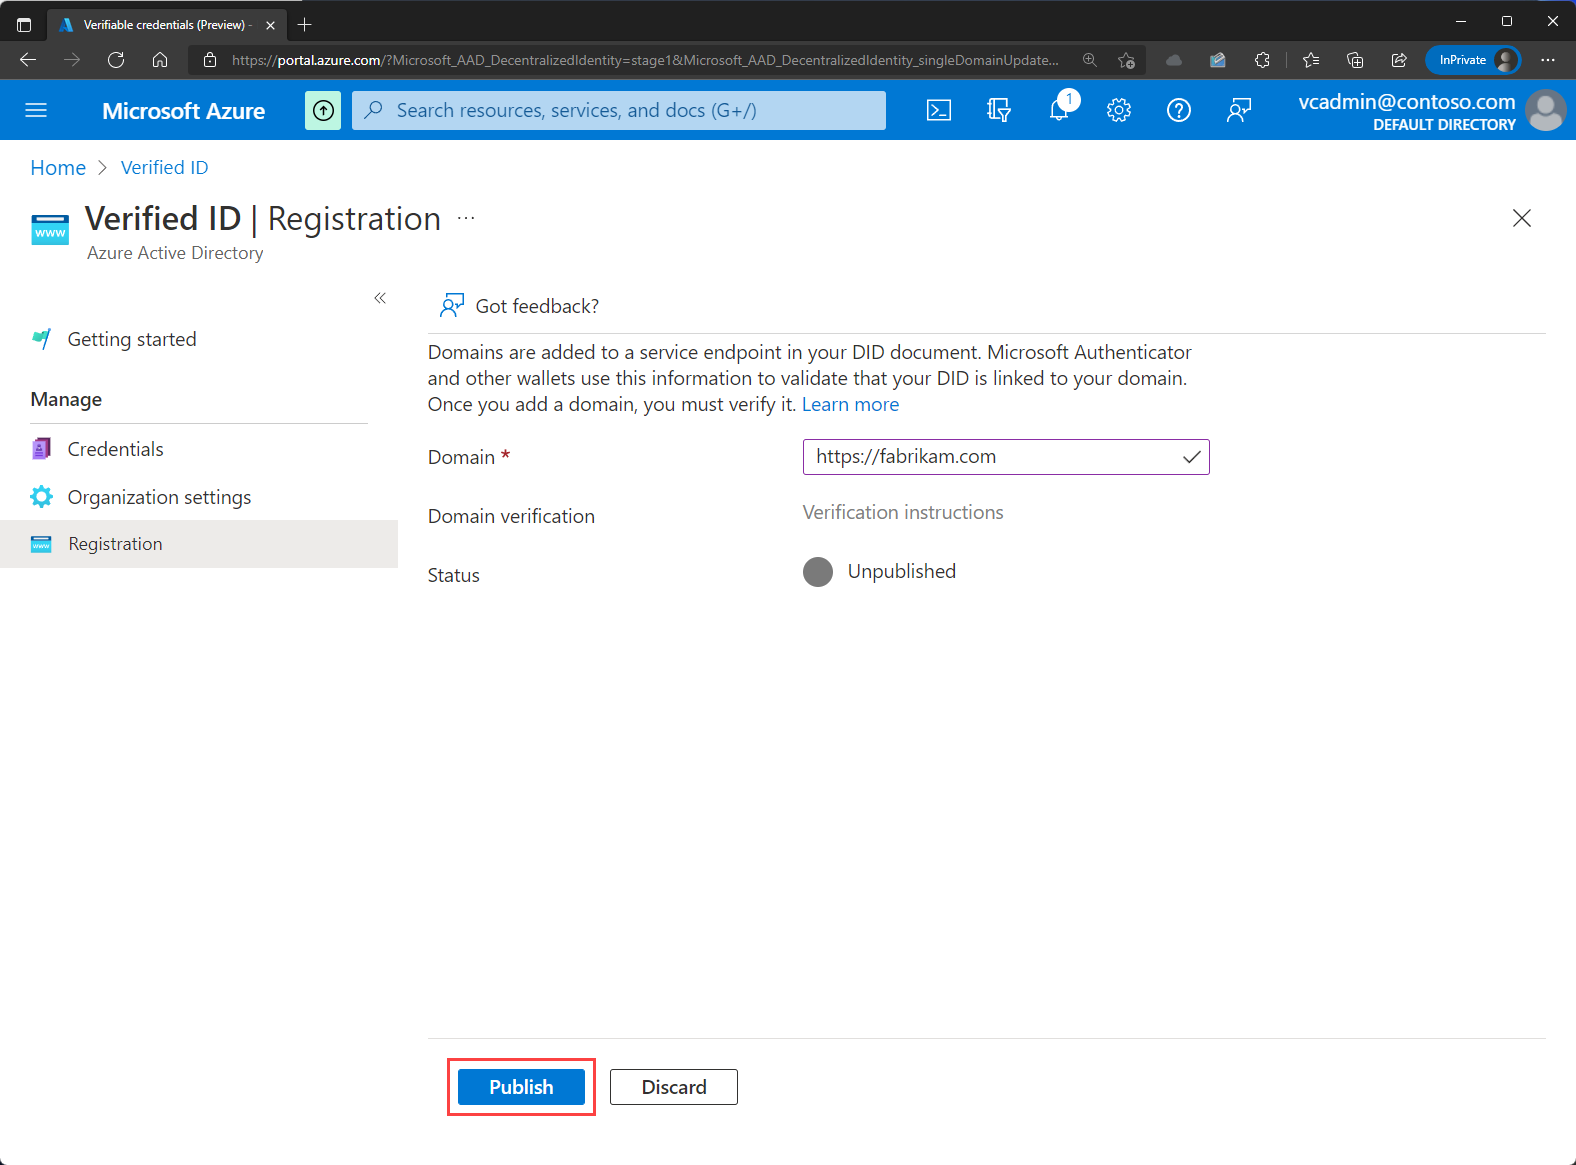 Verifiable credentials (Preview) -
https://portal.azure.com/?Microsoft_AAD_DecentralizedIdentity=stage1&Microsoft_AAD_DecentralizedIdentity_singleDomainUpdate...
InPrivate
Microsoft Azure
Search resources, services, and docs (G+/)
1
vcadmin@contoso.com
DEFAULT DIRECTORY
Home > Verified ID
www
Verified ID | Registration ...
Azure Active Directory
«
Getting started
Manage
Credentials
Organization settings
www
Registration
Got feedback?
Domains are added to a service endpoint in your DID document. Microsoft Authenticator
and other wallets use this information to validate that your DID is linked to your domain.
Once you add a domain, you must verify it. Learn more
Domain *
https://fabrikam.com
Domain verification
Verification instructions
Status
Unpublished
Publish
Discard